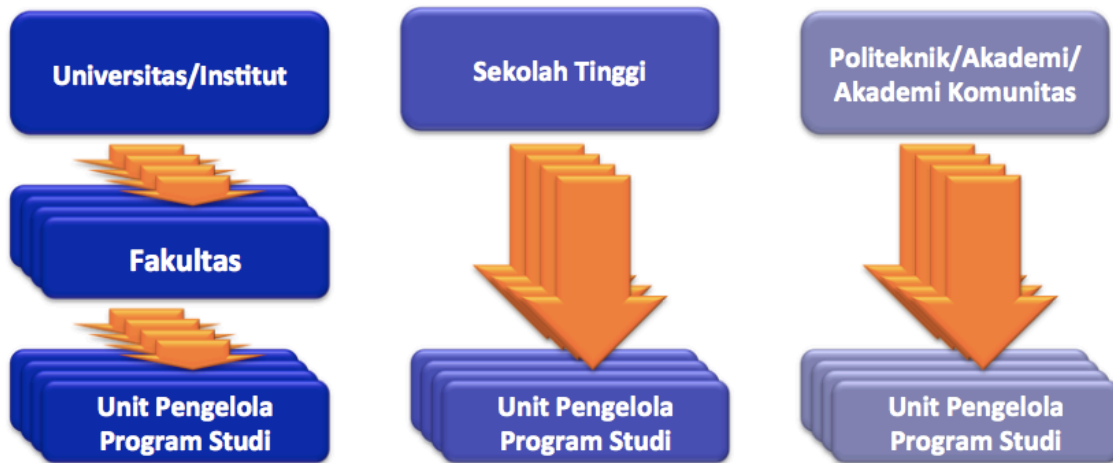 Universitas/Institut
Sekolah Tinggi
Politeknik/Akademi/
Akademi Komunitas
Fakultas
Unit Pengelola
Program Studi
Unit Pengelola
Program Studi
Unit Pengelola
Program Studi